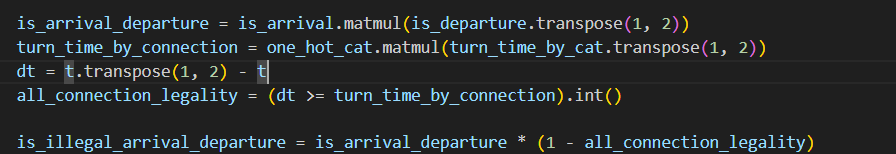 is_arrival_departure = is_arrival.matmul(is_departure.transpose(1, 2))
turn_time_by_connection = one_hot_cat.matmul(turn_time_by_cat.transpose(1, 2))
dt = t.transpose(1, 2) - t
all_connection_legality = (dt >= turn_time_by_connection).int()

is_illegal_arrival_departure = is_arrival_departure * (1 - all_connection_legality)